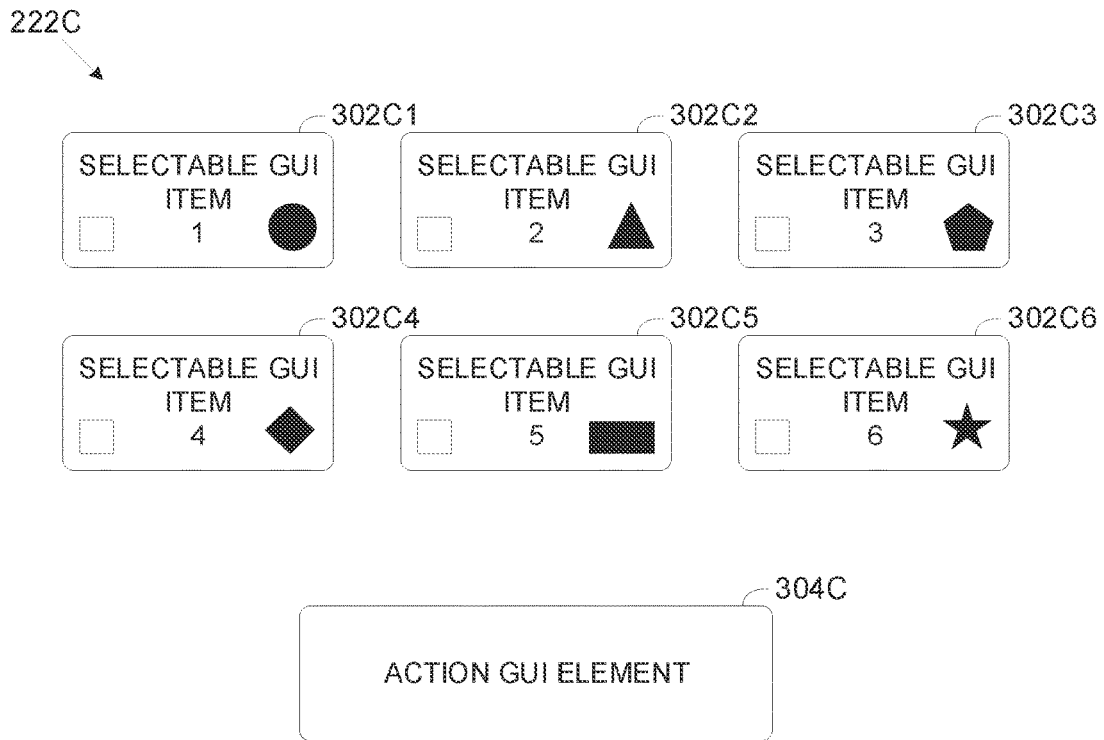 222C
302C1
302C2
302C3
SELECTABLE GUI
ITEM
1
SELECTABLE GUI
ITEM
2
SELECTABLE GUI
ITEM
3
302C4
302C5
302C6
SELECTABLE GUI
ITEM
4
SELECTABLE GUI
ITEM
5
SELECTABLE GUI
ITEM
6
304C
ACTION GUI ELEMENT